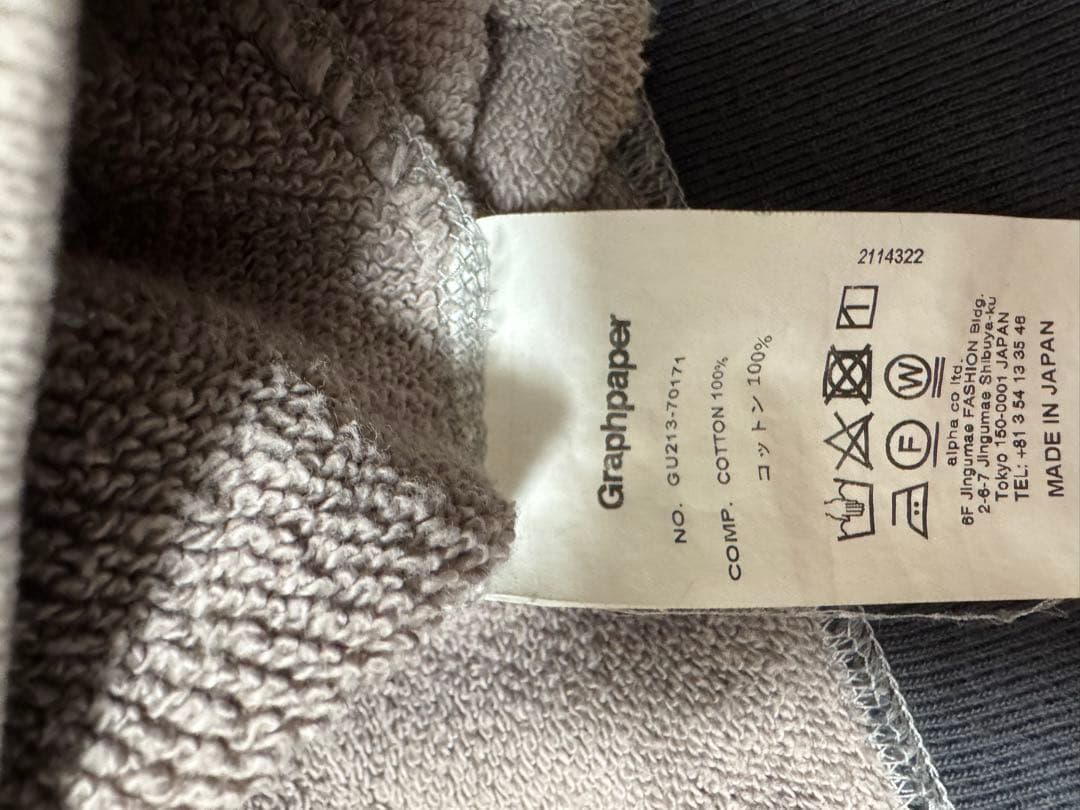 Graphpaper
NO. GU213-70171
COMP. COTTON 100%
コットン 100%
F W
alpha co ltd.
6F Jingumae FASHION Bldg.
2-6-7 Jingumae Shibuya-ku
Tokyo 150-0001 JAPAN
TEL: +81 3 54 13 35 46
MADE IN JAPAN
2114322